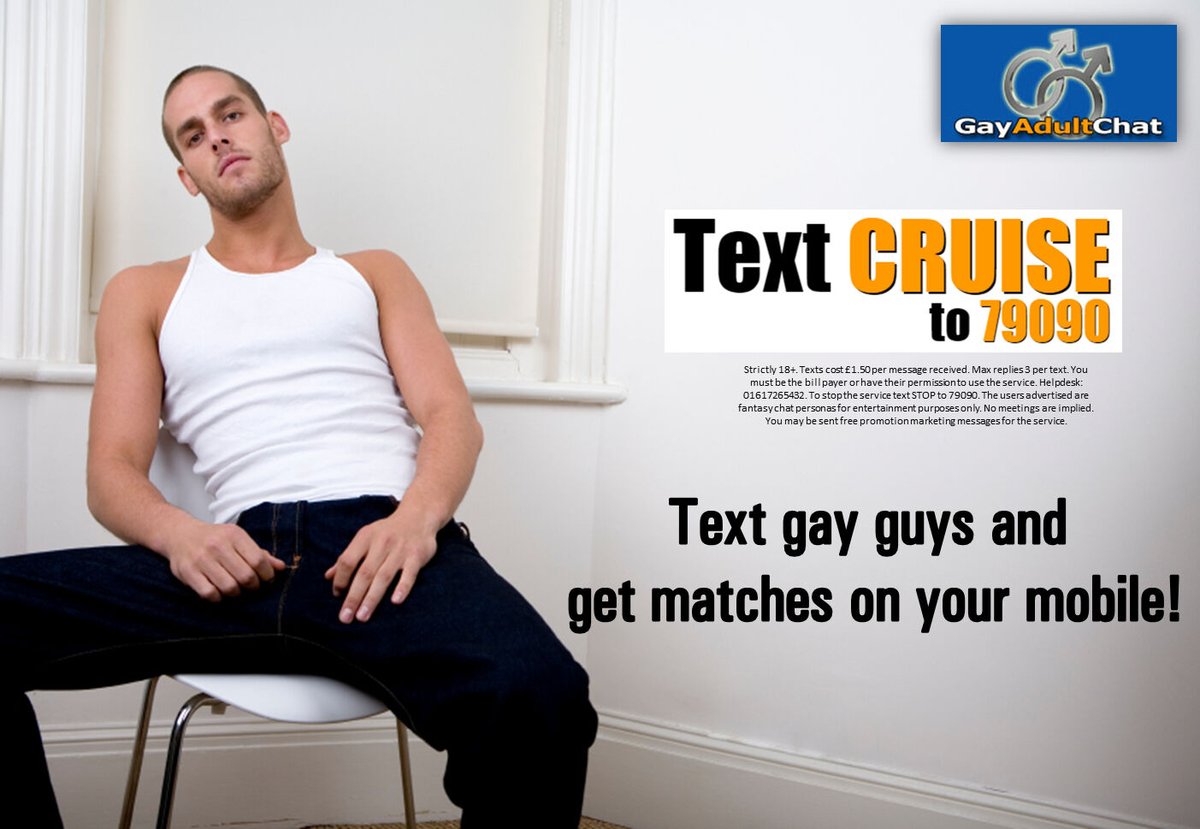 GayAdultChat
Text CRUISE
to 79090
Strictly 18+. Texts cost £1.50 per message received. Max replies 3 per text. You
must be the bill payer or have their permission to use the service. Helpdesk:
01617265432. To stop the service text STOP to 79090. The users advertised are
fantasy chat personas for entertainment purposes only. No meetings are implied.
You may be sent free promotion marketing messages for the service.
Text gay guys and
get matches on your mobile!